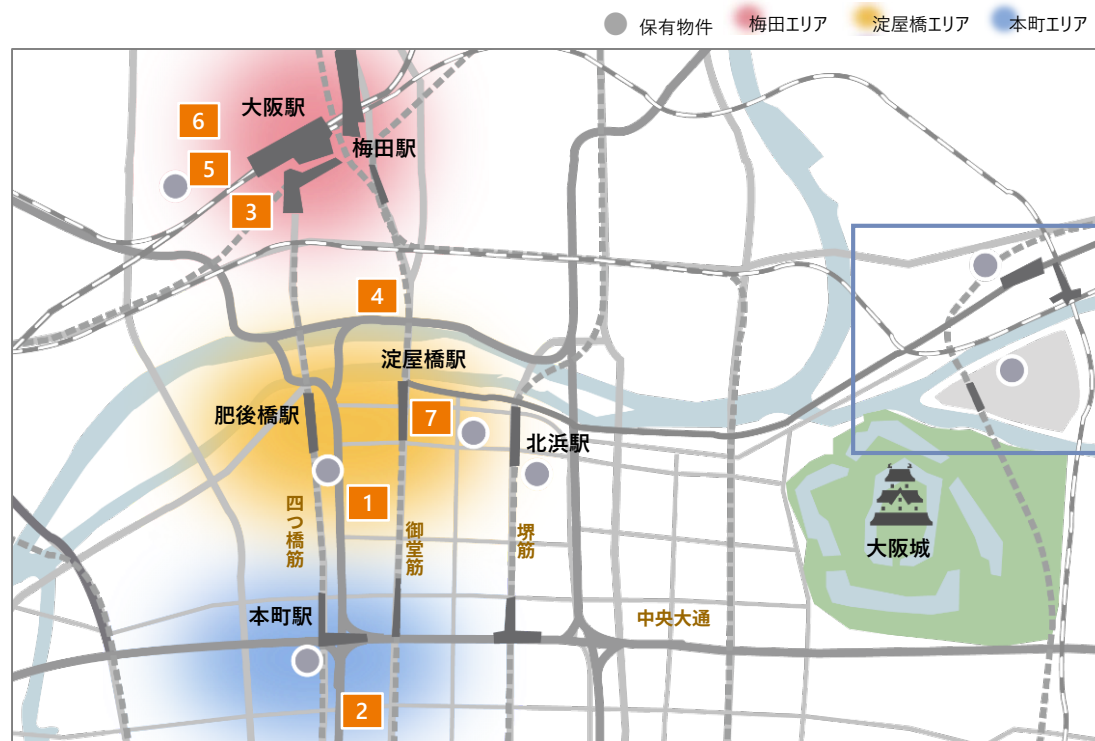 保有物件
梅田エリア
淀屋橋エリア
本町エリア
大阪駅
6
梅田駅
5
3
4
淀屋橋駅
肥後橋駅
7
北浜駅
1
四つ橋筋
御堂筋
堺筋
大阪城
本町駅
中央大通
2